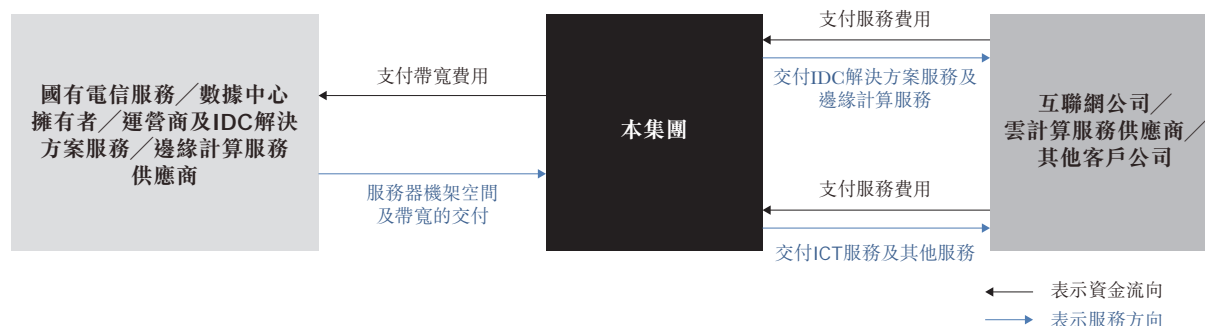 國有電信服務／數據中心
擁有者／運營商及IDC解決
方案服務／邊緣計算服務
供應商
支付帶寬費用
服務器機架空間
及帶寬的交付
本集團
支付服務費用
交付IDC解決方案服務及
邊緣計算服務
支付服務費用
交付ICT服務及其他服務
互聯網公司／
雲計算服務供應商／
其他客戶公司
表示資金流向
表示服務方向